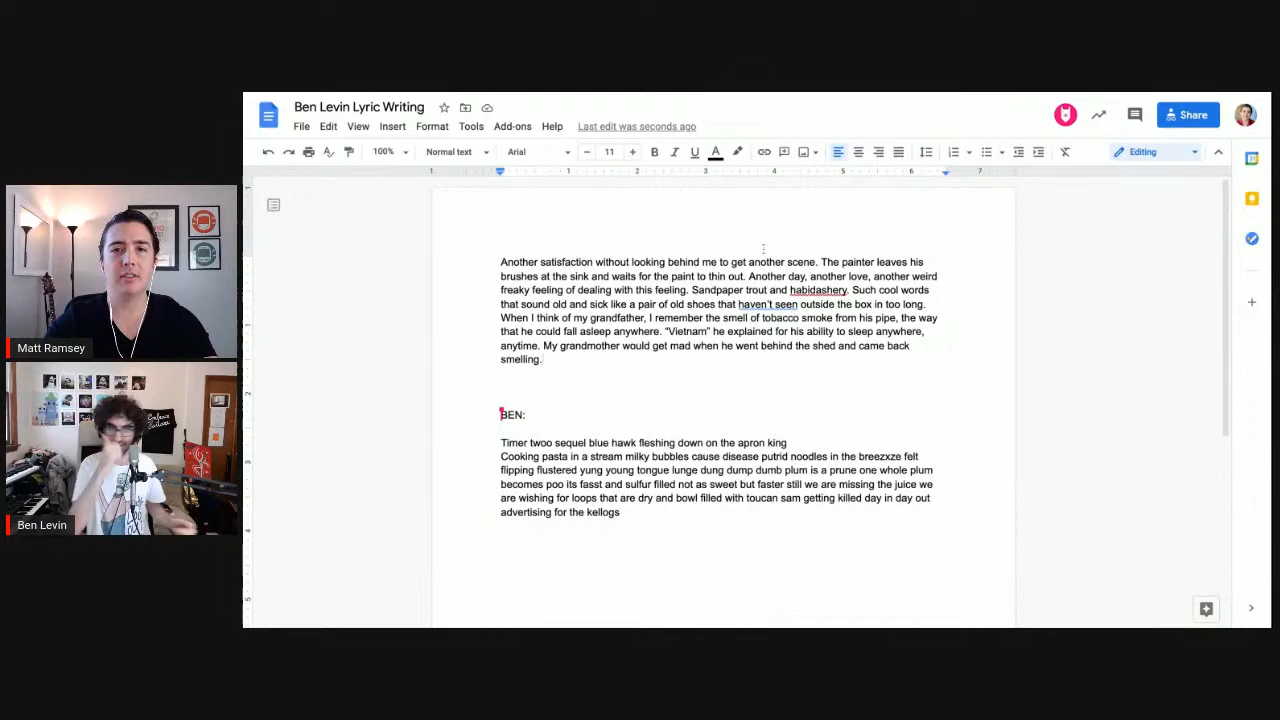 Ben Levin Lyric Writing
File Edit View Insert Format Tools Add-ons Help Last edit was seconds ago
Share
100% Normal text Arial 11 B I U A Editing
1 1 2 3 4 5 6 7
Another satisfaction without looking behind me to get another scene. The painter leaves his
brushes at the sink and waits for the paint to thin out. Another day, another love, another weird
freaky feeling of dealing with this feeling. Sandpaper trout and habidashery. Such cool words
that sound old and sick like a pair of old shoes that haven't seen outside the box in too long.
When I think of my grandfather, I remember the smell of tobacco smoke from his pipe, the way
that he could fall asleep anywhere. “Vietnam” he explained for his ability to sleep anywhere,
anytime. My grandmother would get mad when he went behind the shed and came back
smelling.
BEN:
Timer twoo sequel blue hawk fleshing down on the apron king
Cooking pasta in a stream milky bubbles cause disease putrid noodles in the breezxze felt
flipping flustered yung young tongue lunge dung dump dumb plum is a prune one whole plum
becomes poo its fasst and sulfur filled not as sweet but faster still we are missing the juice we
are wishing for loops that are dry and bowl filled with toucan sam getting killed day in day out
advertising for the kellogs
Matt Ramsey
Embrace
Ben Levin